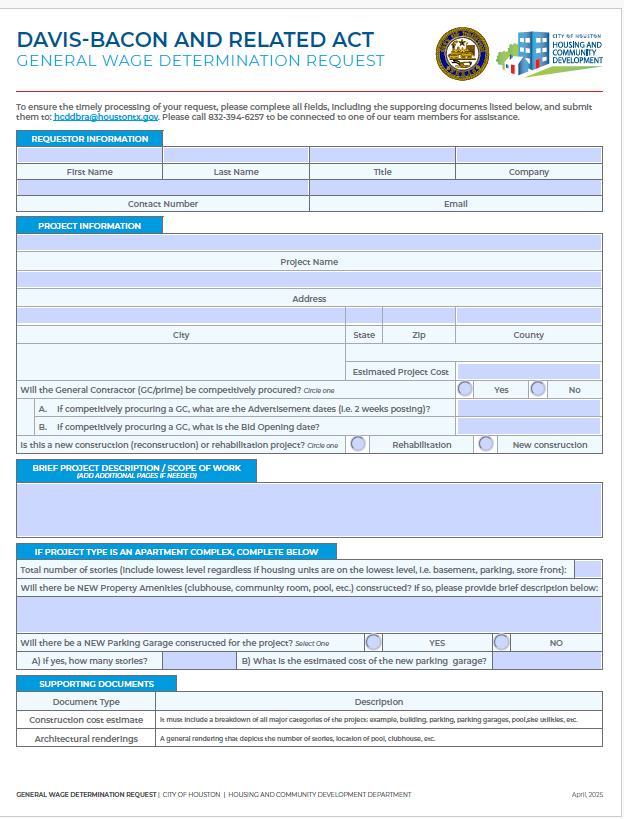 DAVIS-BACON AND RELATED ACT
GENERAL WAGE DETERMINATION REQUEST
CITY OF HOUSTON
HOUSING AND
COMMUNITY
DEVELOPMENT
To ensure the timely processing of your request, please complete all fields, including the supporting documents listed below, and submit
them to: hcddbra@houstontx.gov. Please call 832-394-6257 to be connected to one of our team members for assistance.
REQUESTOR INFORMATION
First Name Last Name Title Company
Contact Number Email
PROJECT INFORMATION
Project Name
Address
City State Zip County
Estimated Project Cost
Will the General Contractor (GC/prime) be competitively procured? Circle one Yes No
A. If competitively procuring a GC, what are the Advertisement dates (i.e. 2 weeks posting)?
B. If competitively procuring a GC, what is the Bid Opening date?
Is this a new construction (reconstruction) or rehabilitation project? Circle one Rehabilitation New construction
BRIEF PROJECT DESCRIPTION / SCOPE OF WORK
(ADD ADDITIONAL PAGES IF NEEDED)
IF PROJECT TYPE IS AN APARTMENT COMPLEX, COMPLETE BELOW
Total number of stories (Include lowest level regardless if housing units are on the lowest level, i.e. basement, parking, store front):
Will there be NEW Property Amenities (clubhouse, community room, pool, etc.) constructed? If so, please provide brief description below:
Will there be a NEW Parking Garage constructed for the project? Select One YES NO
A) If yes, how many stories? B) What is the estimated cost of the new parking garage?
SUPPORTING DOCUMENTS
Document Type Description
Construction cost estimate It must include a breakdown of all major categories of the project; example, building, parking, parking garages, pool,site utilities, etc.
Architectural renderings A general rendering that depicts the number of stories, location of pool, clubhouse, etc.
GENERAL WAGE DETERMINATION REQUEST | CITY OF HOUSTON | HOUSING AND COMMUNITY DEVELOPMENT DEPARTMENT April, 2025